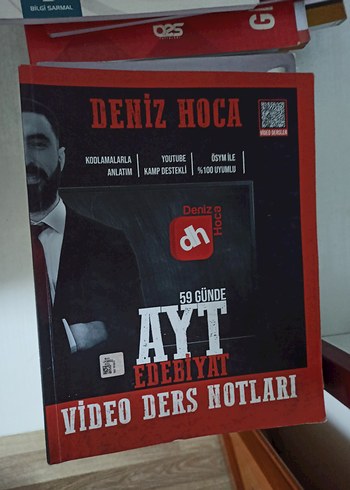 BİLGİ SARMAL
DENİZ HOCA
VİDEO DERSLER
KODLAMALARLA
ANLATIM
YOUTUBE
KAMP DESTEKLİ
ÖSYM İLE
%100 UYUMLU
Deniz
Hoca
dh
59 GÜNDE
AYT
EDEBİYAT
VİDEO DERS NOTLARI